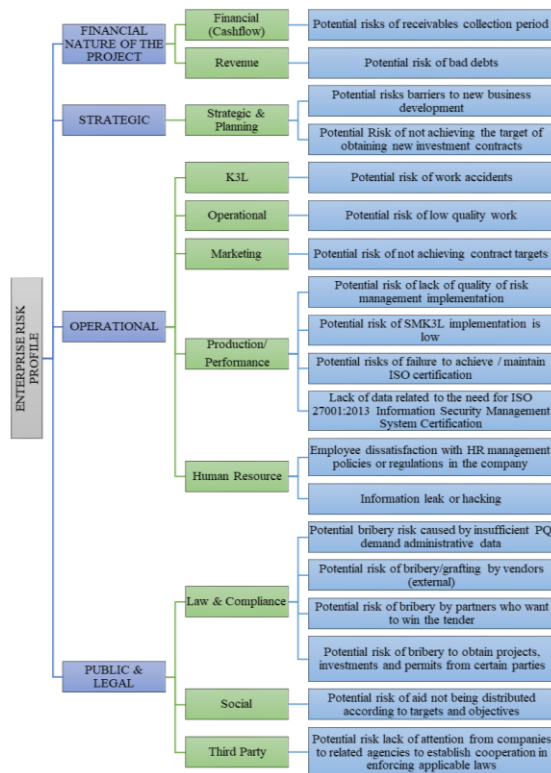 ENTERPRISE RISK
PROFILE
FINANCIAL
NATURE OF THE
PROJECT
Financial
(Cashflow)
Potential risks of receivables collection period
Revenue
Potential risk of bad debts
STRATEGIC
Strategic &
Planning
Potential risks barriers to new business
development
Potential Risk of not achieving the target of
obtaining new investment contracts
OPERATIONAL
K3L
Potential risk of work accidents
Operational
Potential risk of low quality work
Marketing
Potential risk of not achieving contract targets
Production/
Performance
Potential risk of lack of quality of risk
management implementation
Potential risk of SMK3L implementation is
low
Potential risks of failure to achieve / maintain
ISO certification
Lack of data related to the need for ISO
27001:2013 Information Security Management
System Certification
Human Resource
Employee dissatisfaction with HR management
policies or regulations in the company
Information leak or hacking
PUBLIC &
LEGAL
Law & Compliance
Potential bribery risk caused by insufficient PQ
demand administrative data
Potential risk of bribery/grafting by vendors
(external)
Potential risk of bribery by partners who want
to win the tender
Potential risk of bribery to obtain projects,
investments and permits from certain parties
Social
Potential risk of aid not being distributed
according to targets and objectives
Third Party
Potential risk lack of attention from companies
to related agencies to establish cooperation in
enforcing applicable laws